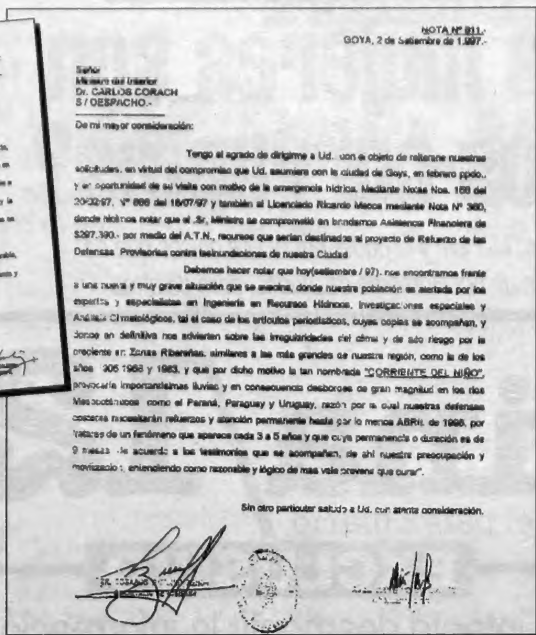 NOTA Nº 911.-
GOYA, 2 de Setiembre de 1.997.-
Señor
Ministro del Interior
Dr. CARLOS CORACH
S / DESPACHO.-
De mi mayor consideración:
Tengo el agrado de dirigirme a Ud. con el objeto de reiterarle nuestras
solicitudes, en virtud del compromiso que Ud. asumiera con la ciudad de Goya, en febrero ppdo.,
y en oportunidad de su visita con motivo de la emergencia hídrica. Mediante Notas Nos. 168 del
20/02/97, Nº 666 del 16/07/97 y también al Licenciado Ricardo mediante Nota Nº 360,
donde hicimos notar que el Sr. Ministro se comprometió en brindarnos Asistencia Financiera de
$297.390.- por medio del A.T.N., recursos que serían destinados al proyecto de Refuerzo de las
Defensas Provisorias contra las inundaciones de nuestra Ciudad
Debemos hacer notar que hoy(setiembre / 97). nos encontramos frente
a una nueva y muy grave situación que se avecina, donde nuestra población es alertada por los
expertos y especialistas en Ingeniería en Recursos Hídricos, Investigaciones especiales y
Análisis Climatológicos, tal el caso de los artículos periodísticos, cuyas copias se acompañan, y
donde en definitiva nos advierten sobre las irregularidades del clima y de alto riesgo por la
creciente en Zonas Ribereñas, similares a las más grandes de nuestra región, como la de los
años 1966 y 1983, y que por dicho motivo la tan nombrada "CORRIENTE DEL NIÑO",
provocaría importantísimas lluvias y en consecuencia desbordes de gran magnitud en los ríos
como el Paraná, Paraguay y Uruguay, razón por la cual nuestras defensas
costeras necesitarán refuerzos y atención permanente hasta por lo menos ABRIL de 1998, por
tratarse de un fenómeno que aparece cada 3 a 5 años y que cuya permanencia o duración es de
9 meses de acuerdo a los testimonios que se acompañan, de ahí nuestra preocupación y
entendiendo como razonable y lógico de mas vale prevenir que curar".
Sin otro particular saludo a Ud. con atenta consideración.